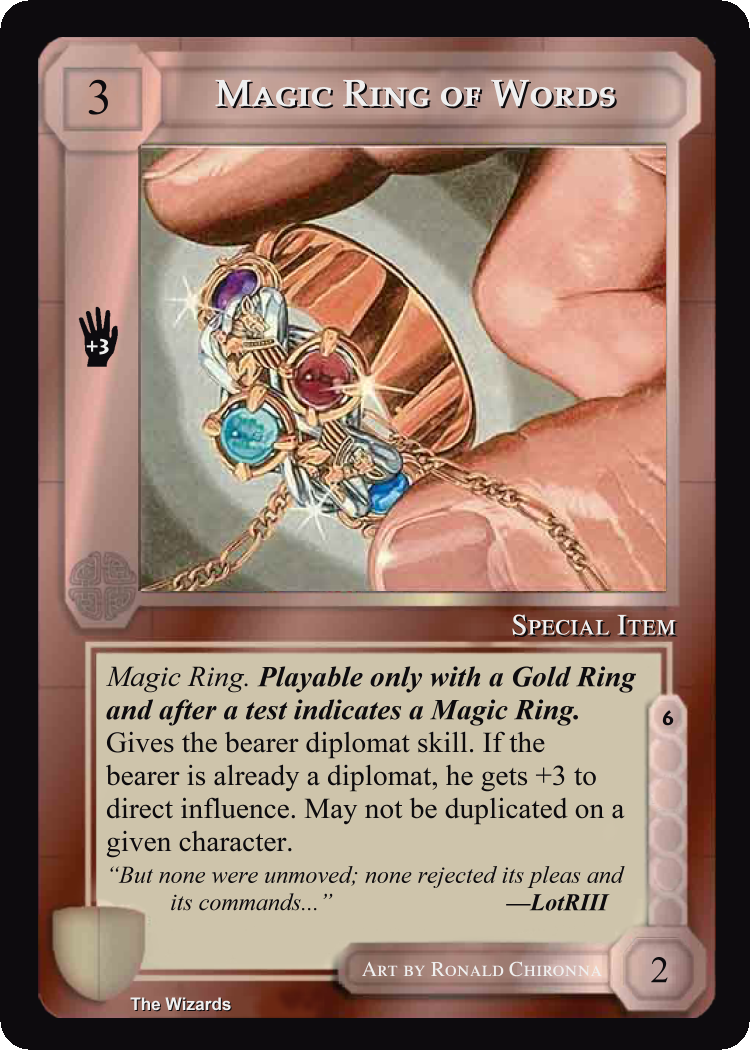 3
Magic Ring of Words
+3
Special Item
Magic Ring. Playable only with a Gold Ring
and after a test indicates a Magic Ring.
Gives the bearer diplomat skill. If the
bearer is already a diplomat, he gets +3 to
direct influence. May not be duplicated on a
given character.
“But none were unmoved; none rejected its pleas and
its commands...” —LotRIII
6
2
Art by Ronald Chironna
The Wizards